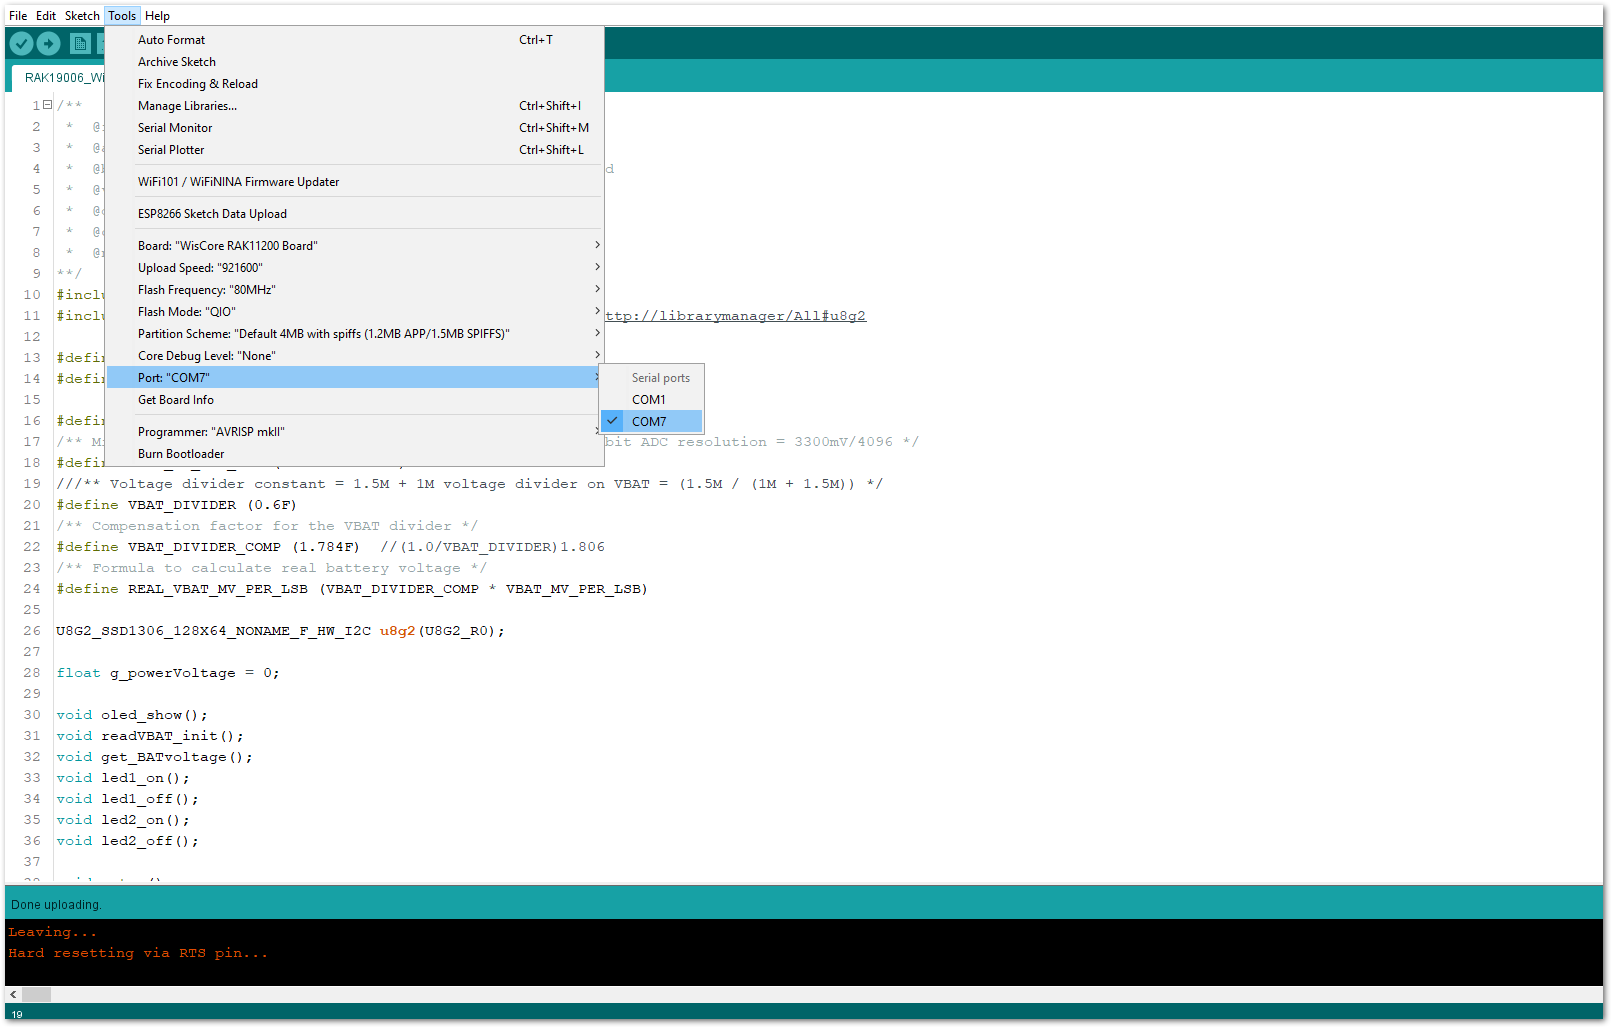 File Edit Sketch Tools Help
Auto Format Ctrl+T
Archive Sketch
Fix Encoding & Reload
Manage Libraries... Ctrl+Shift+I
Serial Monitor Ctrl+Shift+M
Serial Plotter Ctrl+Shift+L
WiFi101 / WiFiNINA Firmware Updater
ESP8266 Sketch Data Upload
Board: "WisCore RAK11200 Board"
Upload Speed: "921600"
Flash Frequency: "80MHz"
Flash Mode: "QIO"
Partition Scheme: "Default 4MB with spiffs (1.2MB APP/1.5MB SPIFFS)"
Core Debug Level: "None"
Port: "COM7"
Get Board Info
Programmer: "AVRISP mkII"
Burn Bootloader
Serial ports
COM1
COM7
RAK19006_Wi
1 /**
2 * @
3 * @
4 * @ d
5 * @
6 * @
7 * @
8 * @
9 **/
10 #inclu
11 #inclu ttp://librarymanager/All#u8g2
12
13 #defin
14 #defin
15
16 #defin
17 /** M bit ADC resolution = 3300mV/4096 */
18 #defin
19 ///** Voltage divider constant = 1.5M + 1M voltage divider on VBAT = (1.5M / (1M + 1.5M)) */
20 #define VBAT_DIVIDER (0.6F)
21 /** Compensation factor for the VBAT divider */
22 #define VBAT_DIVIDER_COMP (1.784F) //(1.0/VBAT_DIVIDER)1.806
23 /** Formula to calculate real battery voltage */
24 #define REAL_VBAT_MV_PER_LSB (VBAT_DIVIDER_COMP * VBAT_MV_PER_LSB)
25
26 U8G2_SSD1306_128X64_NONAME_F_HW_I2C u8g2(U8G2_R0);
27
28 float g_powerVoltage = 0;
29
30 void oled_show();
31 void readVBAT_init();
32 void get_BATvoltage();
33 void led1_on();
34 void led1_off();
35 void led2_on();
36 void led2_off();
37
Done uploading.
Leaving...
Hard resetting via RTS pin...
19